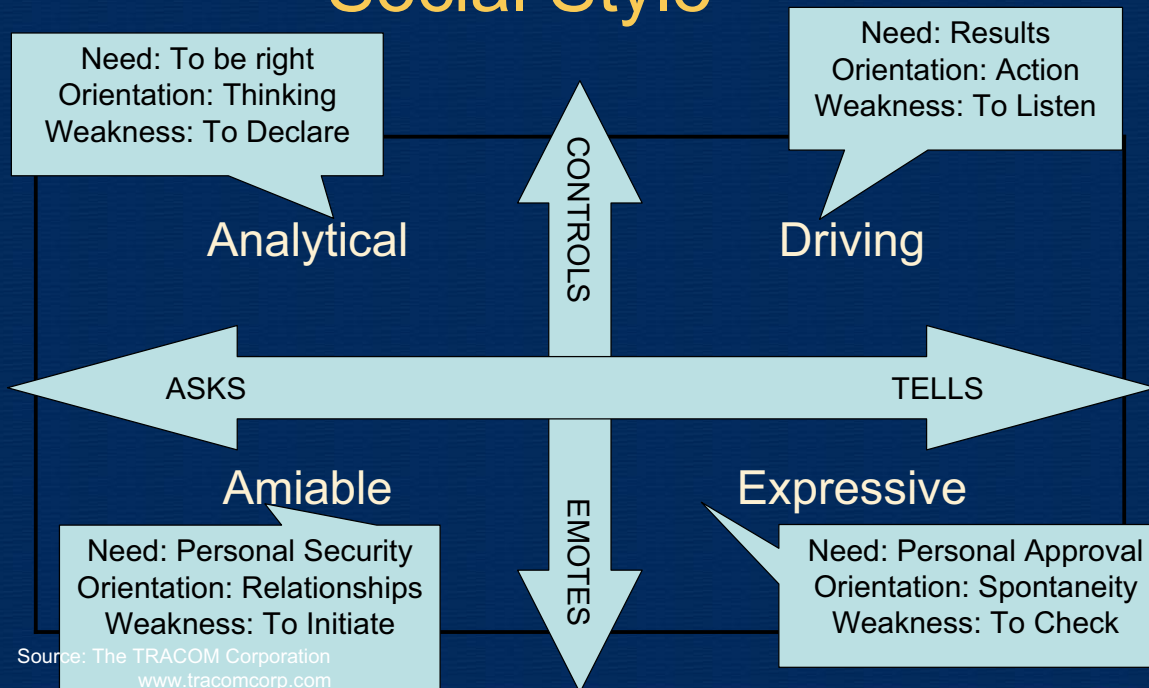 Social Style
Need: To be right
Orientation: Thinking
Weakness: To Declare
Need: Results
Orientation: Action
Weakness: To Listen
CONTROLS
Analytical
Driving
ASKS
TELLS
Amiable
Expressive
EMOTES
Need: Personal Security
Orientation: Relationships
Weakness: To Initiate
Need: Personal Approval
Orientation: Spontaneity
Weakness: To Check
Source: The TRACOM Corporation
www.tracomcorp.com